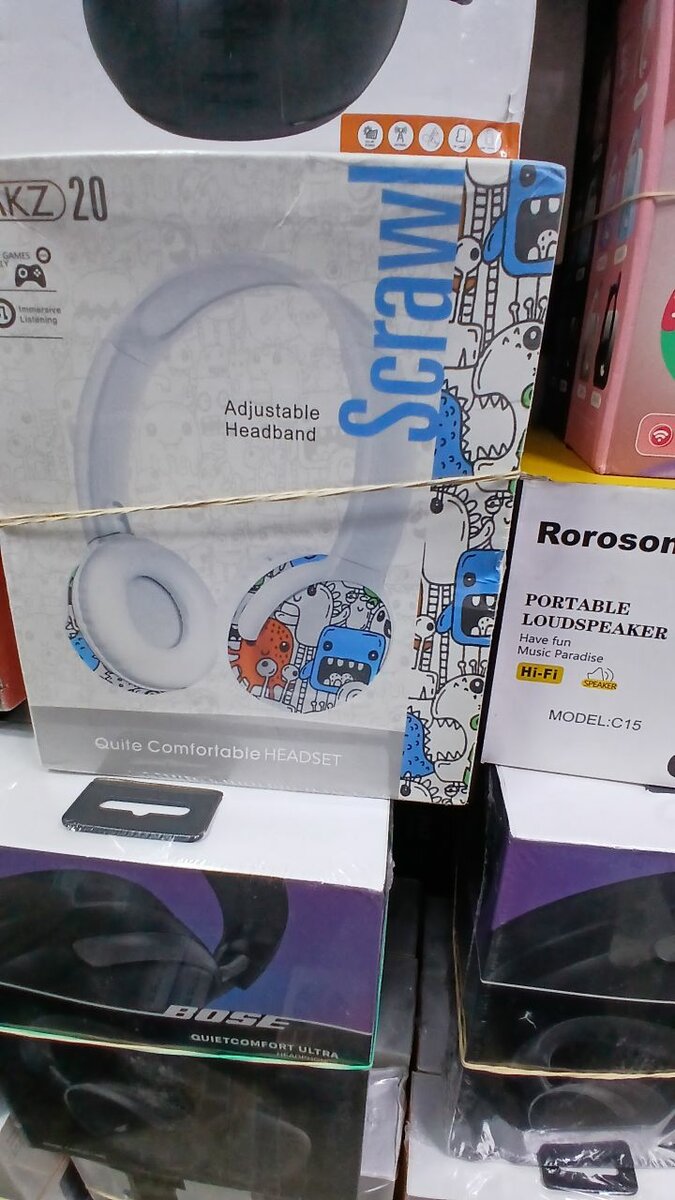 AKZ 20
GAMES
Immersive
Listening
Scrawl
Adjustable
Headband
Quite Comfortable HEADSET
Roroson
PORTABLE
LOUDSPEAKER
Have fun
Music Paradise
Hi-Fi
SPEAKER
MODEL:C15
BOSE
QUIETCOMFORT ULTRA
HEADPHON